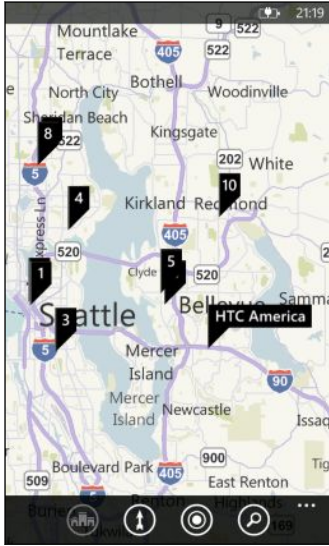 21:19
9
522
Mountlake
Terrace
405
522
Bothell
North City
Woodinville
Sheridan Beach
8
522
Kingsgate
202
White
5
10
4
Kirkland
Redmond
405
520
5
Clyde
520
1
Seattle
Bellevue
Samma
3
HTC America
5
Mercer
Island
90
Mercer
Island
Newcastle
Issaq
Boulevard Park
900
405
509
East Renton
Highlands
Renton
169